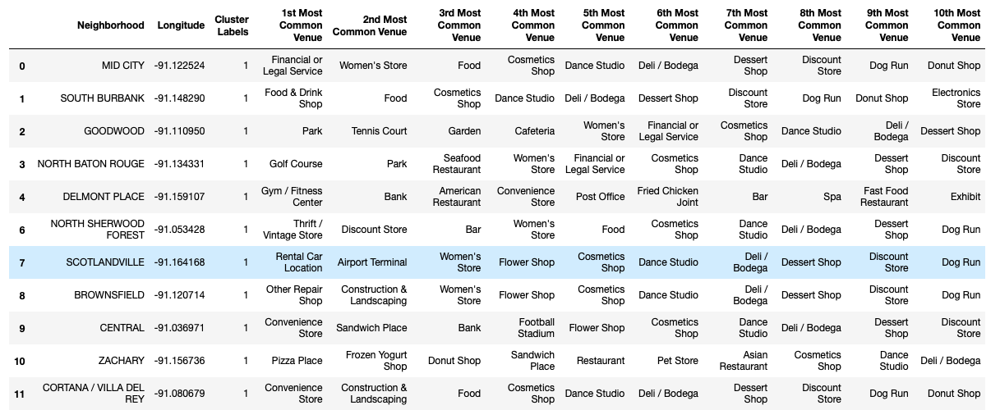 Neighborhood Longitude Cluster Labels 1st Most Common Venue 2nd Most Common Venue 3rd Most Common Venue 4th Most Common Venue 5th Most Common Venue 6th Most Common Venue 7th Most Common Venue 8th Most Common Venue 9th Most Common Venue 10th Most Common Venue
0 MID CITY -91.122524 1 Financial or Legal Service Women's Store Food Cosmetics Shop Dance Studio Deli / Bodega Dessert Shop Discount Store Dog Run Donut Shop
1 SOUTH BURBANK -91.148290 1 Food & Drink Shop Food Cosmetics Shop Dance Studio Deli / Bodega Dessert Shop Discount Store Dog Run Donut Shop Electronics Store
2 GOODWOOD -91.110950 1 Park Tennis Court Garden Cafeteria Women's Store Financial or Legal Service Cosmetics Shop Dance Studio Deli / Bodega Dessert Shop
3 NORTH BATON ROUGE -91.134331 1 Golf Course Park Seafood Restaurant Women's Store Financial or Legal Service Cosmetics Shop Dance Studio Deli / Bodega Dessert Shop Discount Store
4 DELMONT PLACE -91.159107 1 Gym / Fitness Center Bank American Restaurant Convenience Store Post Office Fried Chicken Joint Bar Spa Fast Food Restaurant Exhibit
6 NORTH SHERWOOD FOREST -91.053428 1 Thrift / Vintage Store Discount Store Bar Women's Store Food Cosmetics Shop Dance Studio Deli / Bodega Dessert Shop Dog Run
7 SCOTLANDVILLE -91.164168 1 Rental Car Location Airport Terminal Women's Store Flower Shop Cosmetics Shop Dance Studio Deli / Bodega Dessert Shop Discount Store Dog Run
8 BROWNSFIELD -91.120714 1 Other Repair Shop Construction & Landscaping Women's Store Flower Shop Cosmetics Shop Dance Studio Deli / Bodega Dessert Shop Discount Store Dog Run
9 CENTRAL -91.036971 1 Convenience Store Sandwich Place Bank Football Stadium Flower Shop Cosmetics Shop Dance Studio Deli / Bodega Dessert Shop Discount Store
10 ZACHARY -91.156736 1 Pizza Place Frozen Yogurt Shop Donut Shop Sandwich Place Restaurant Pet Store Asian Restaurant Cosmetics Shop Dance Studio Deli / Bodega
11 CORTANA / VILLA DEL REY -91.080679 1 Convenience Store Construction & Landscaping Food Cosmetics Shop Dance Studio Deli / Bodega Dessert Shop Discount Store Dog Run Donut Shop